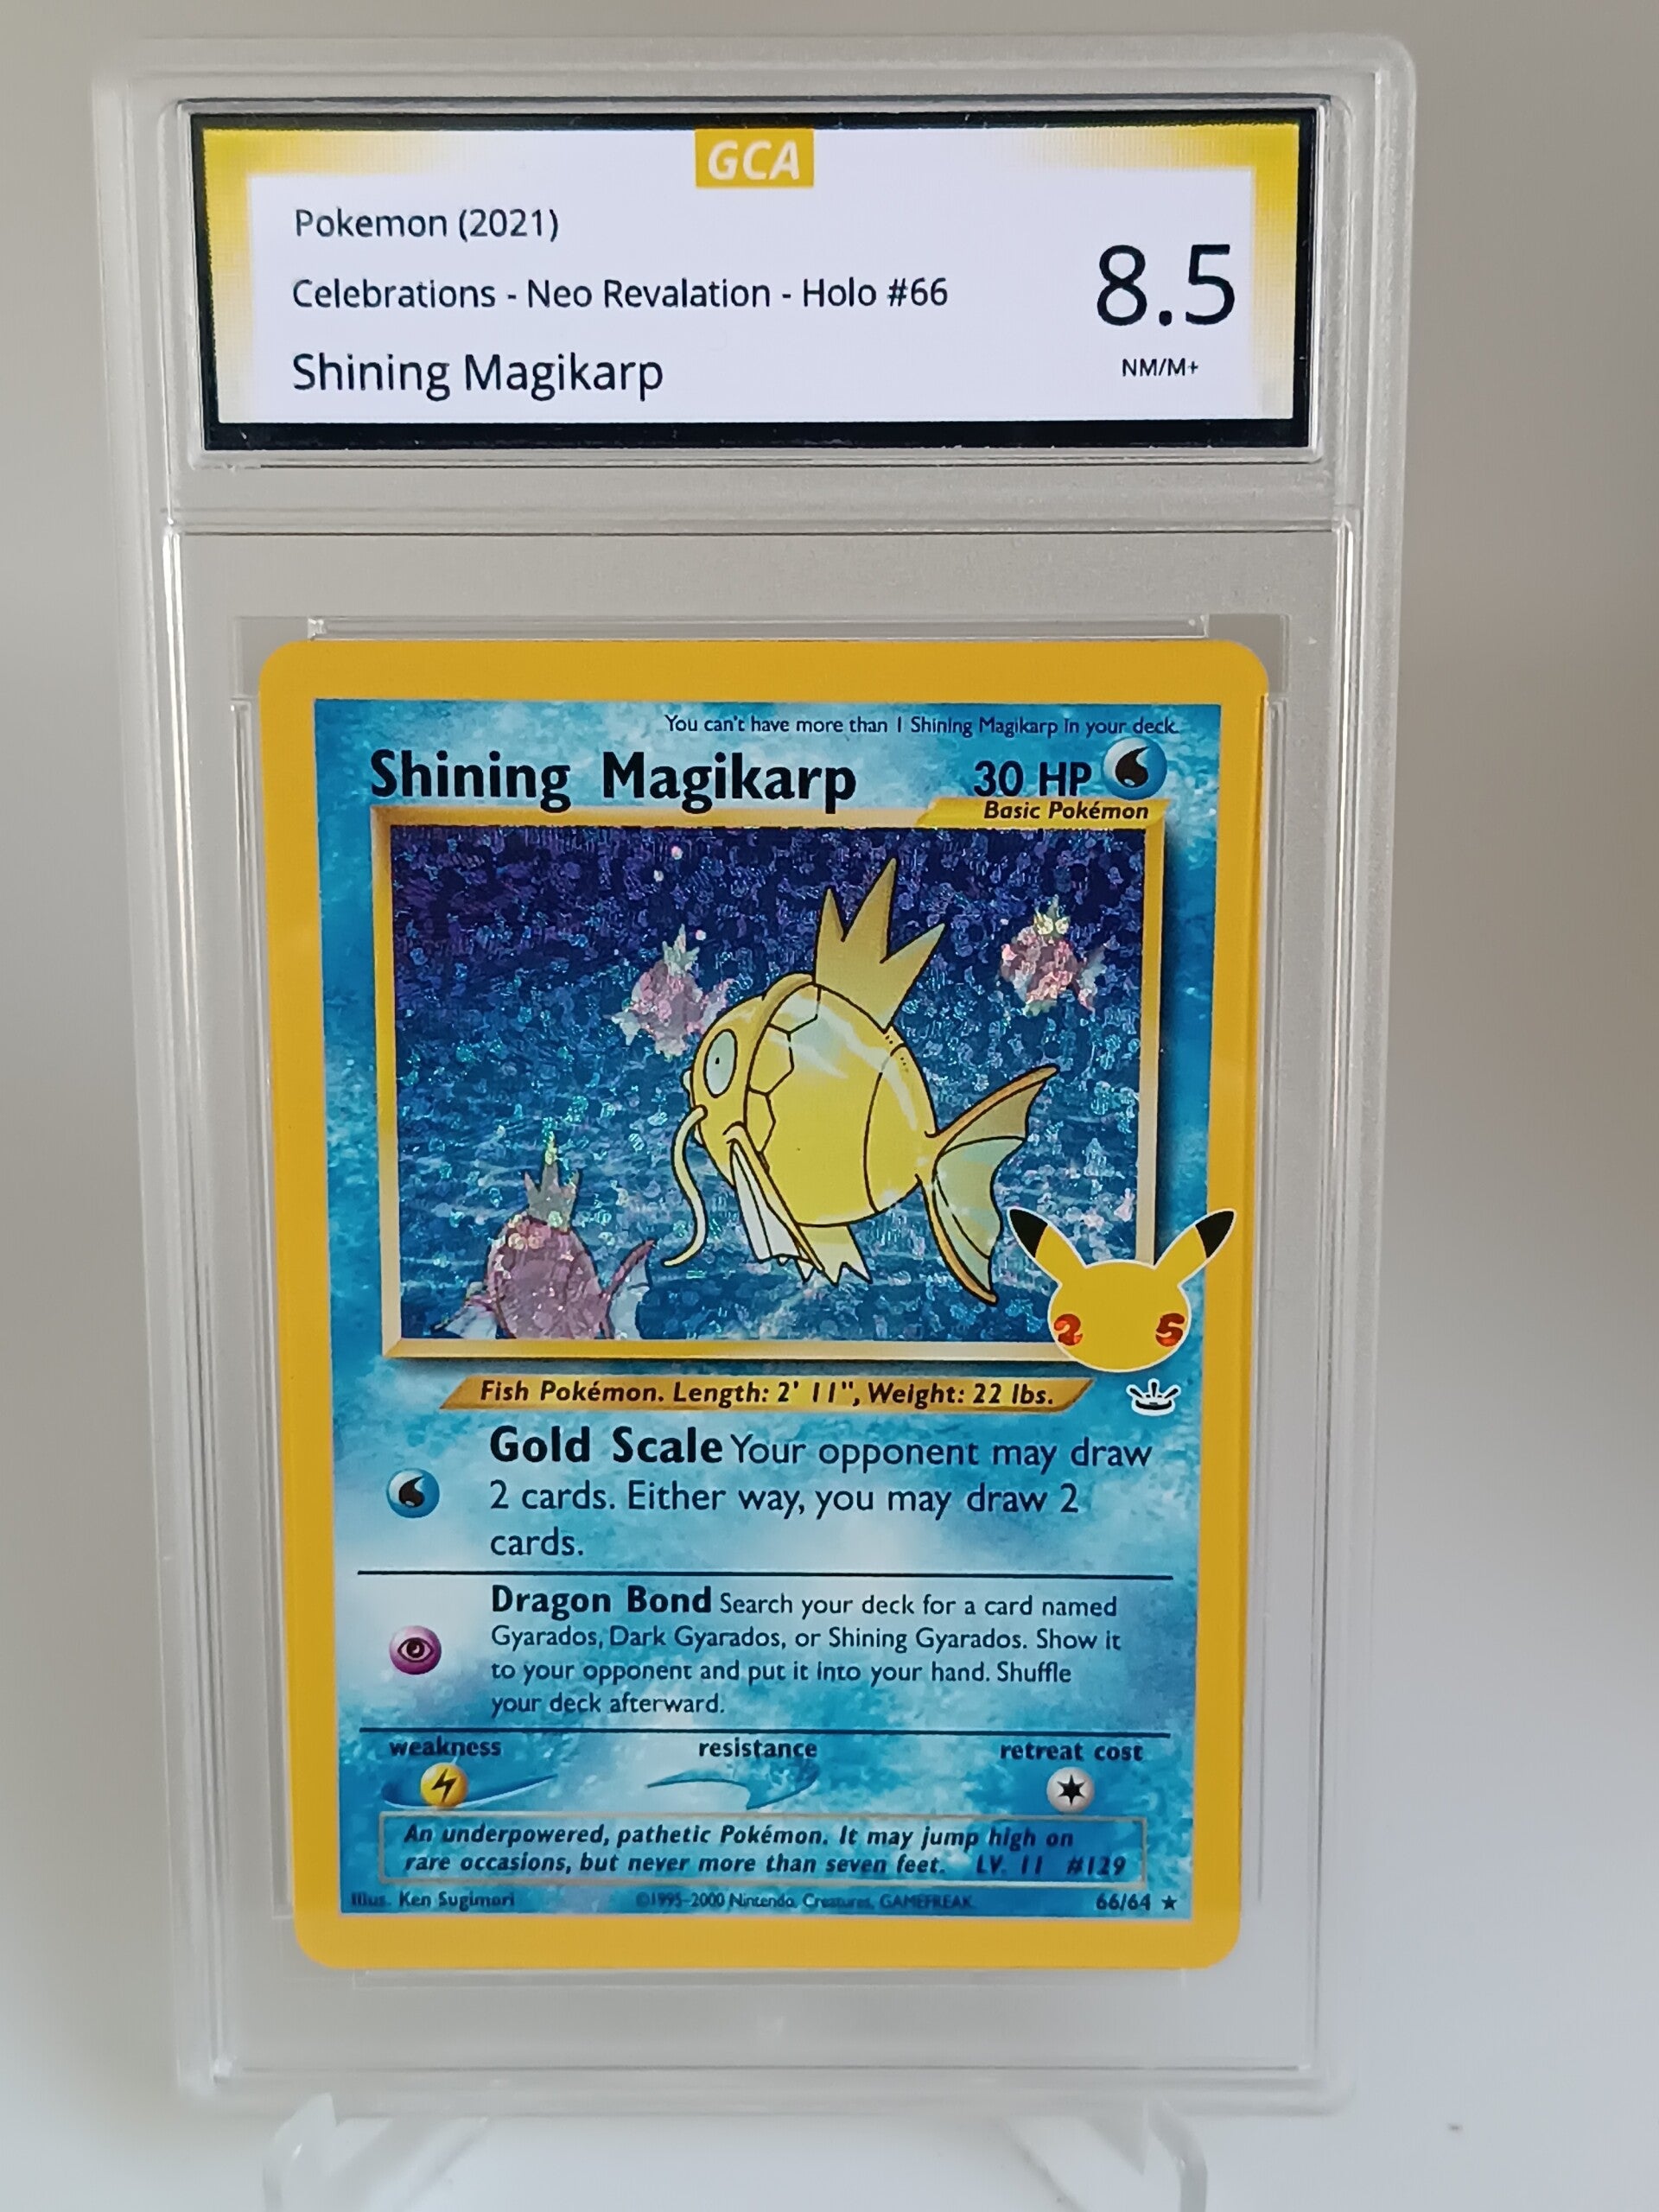 GCA
Pokemon (2021)
Celebrations - Neo Revalation - Holo #66
Shining Magikarp
8.5
NM/M+
You can't have more than 1 Shining Magikarp in your deck.
Shining Magikarp 30 HP
Basic Pokémon
2 5
Fish Pokémon. Length: 2' 11", Weight: 22 lbs.
Gold Scale Your opponent may draw
2 cards. Either way, you may draw 2
cards.
Dragon Bond Search your deck for a card named
Gyarados, Dark Gyarados, or Shining Gyarados. Show it
to your opponent and put it into your hand. Shuffle
your deck afterward.
weakness resistance retreat cost
An underpowered, pathetic Pokémon. It may jump high on
rare occasions, but never more than seven feet. LV. 11 #129
Illus. Ken Sugimori ©1995-2000 Nintendo, Creatures, GAMEFREAK. 66/64 ★